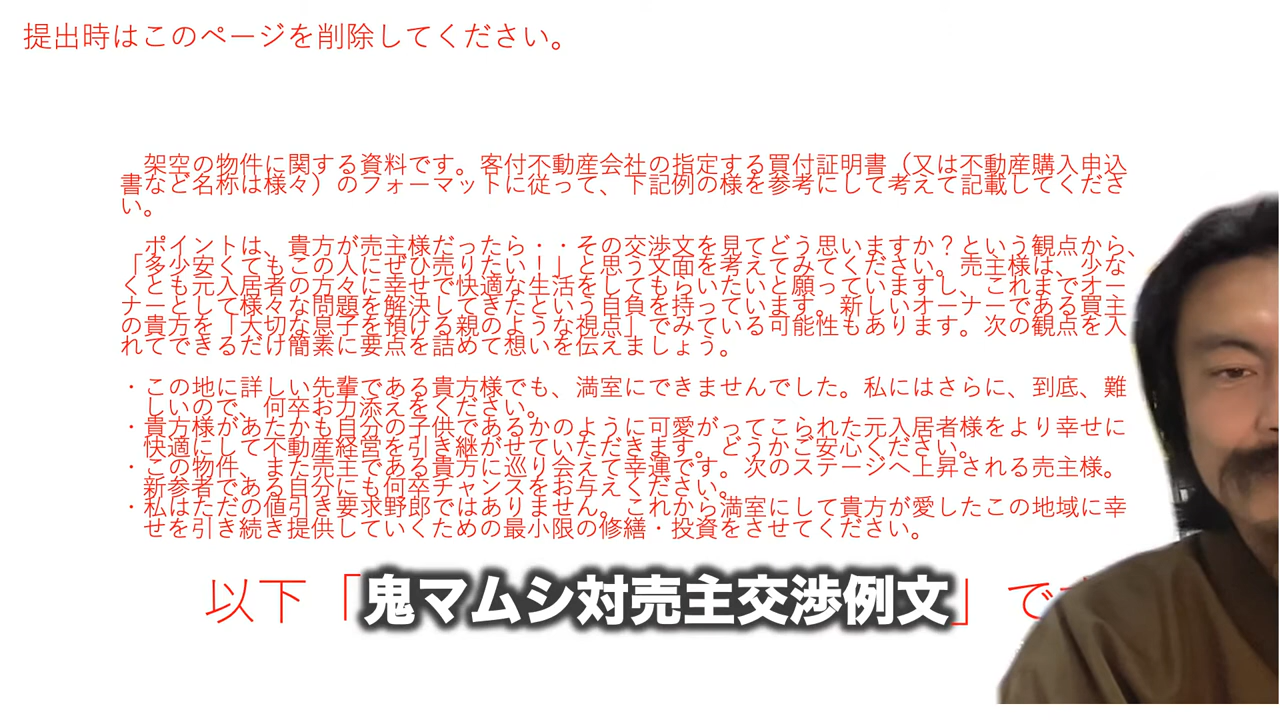 提出時はこのページを削除してください。
架空の物件に関する資料です。客付不動産会社の指定する買付証明書（又は不動産購入申込
書など名称は様々）のフォーマットに従って、下記例の様を参考にして考えて記載してくださ
い。
ポイントは、貴方が売主様だったら・・その交渉文を見てどう思いますか？という観点から、
「多少安くてもこの人にぜひ売りたい！」と思う文面を考えてみてください。売主様は、少な
くとも元入居者の方々に幸せで快適な生活をしてもらいたいと願っていますし、これまでオー
ナーとして様々な問題を解決してきたという自負を持っています。新しいオーナーである買主
の貴方を「大切な息子を預ける親のような視点」でみている可能性もあります。次の観点を入
れてできるだけ簡素に要点を詰めて想いを伝えましょう。
・この地に詳しい先輩である貴方様でも、満室にできませんでした。私にはさらに、到底、難
しいので、何卒お力添えをください。
・貴方様があたかも自分の子供であるかのように可愛がってこられた元入居者様をより幸せに
快適にして不動産経営を引き継がせていただきます。どうかご安心ください。
・この物件、また売主である貴方に巡り会えて幸運です。次のステージへ上昇される売主様。
新参者である自分にも何卒チャンスをお与えください。
・私はただの値引き要求野郎ではありません。これから満室にして貴方が愛したこの地域に幸
せを引き続き提供していくための最小限の修繕・投資をさせてください。
以下「鬼マムシ対売主交渉例文」で